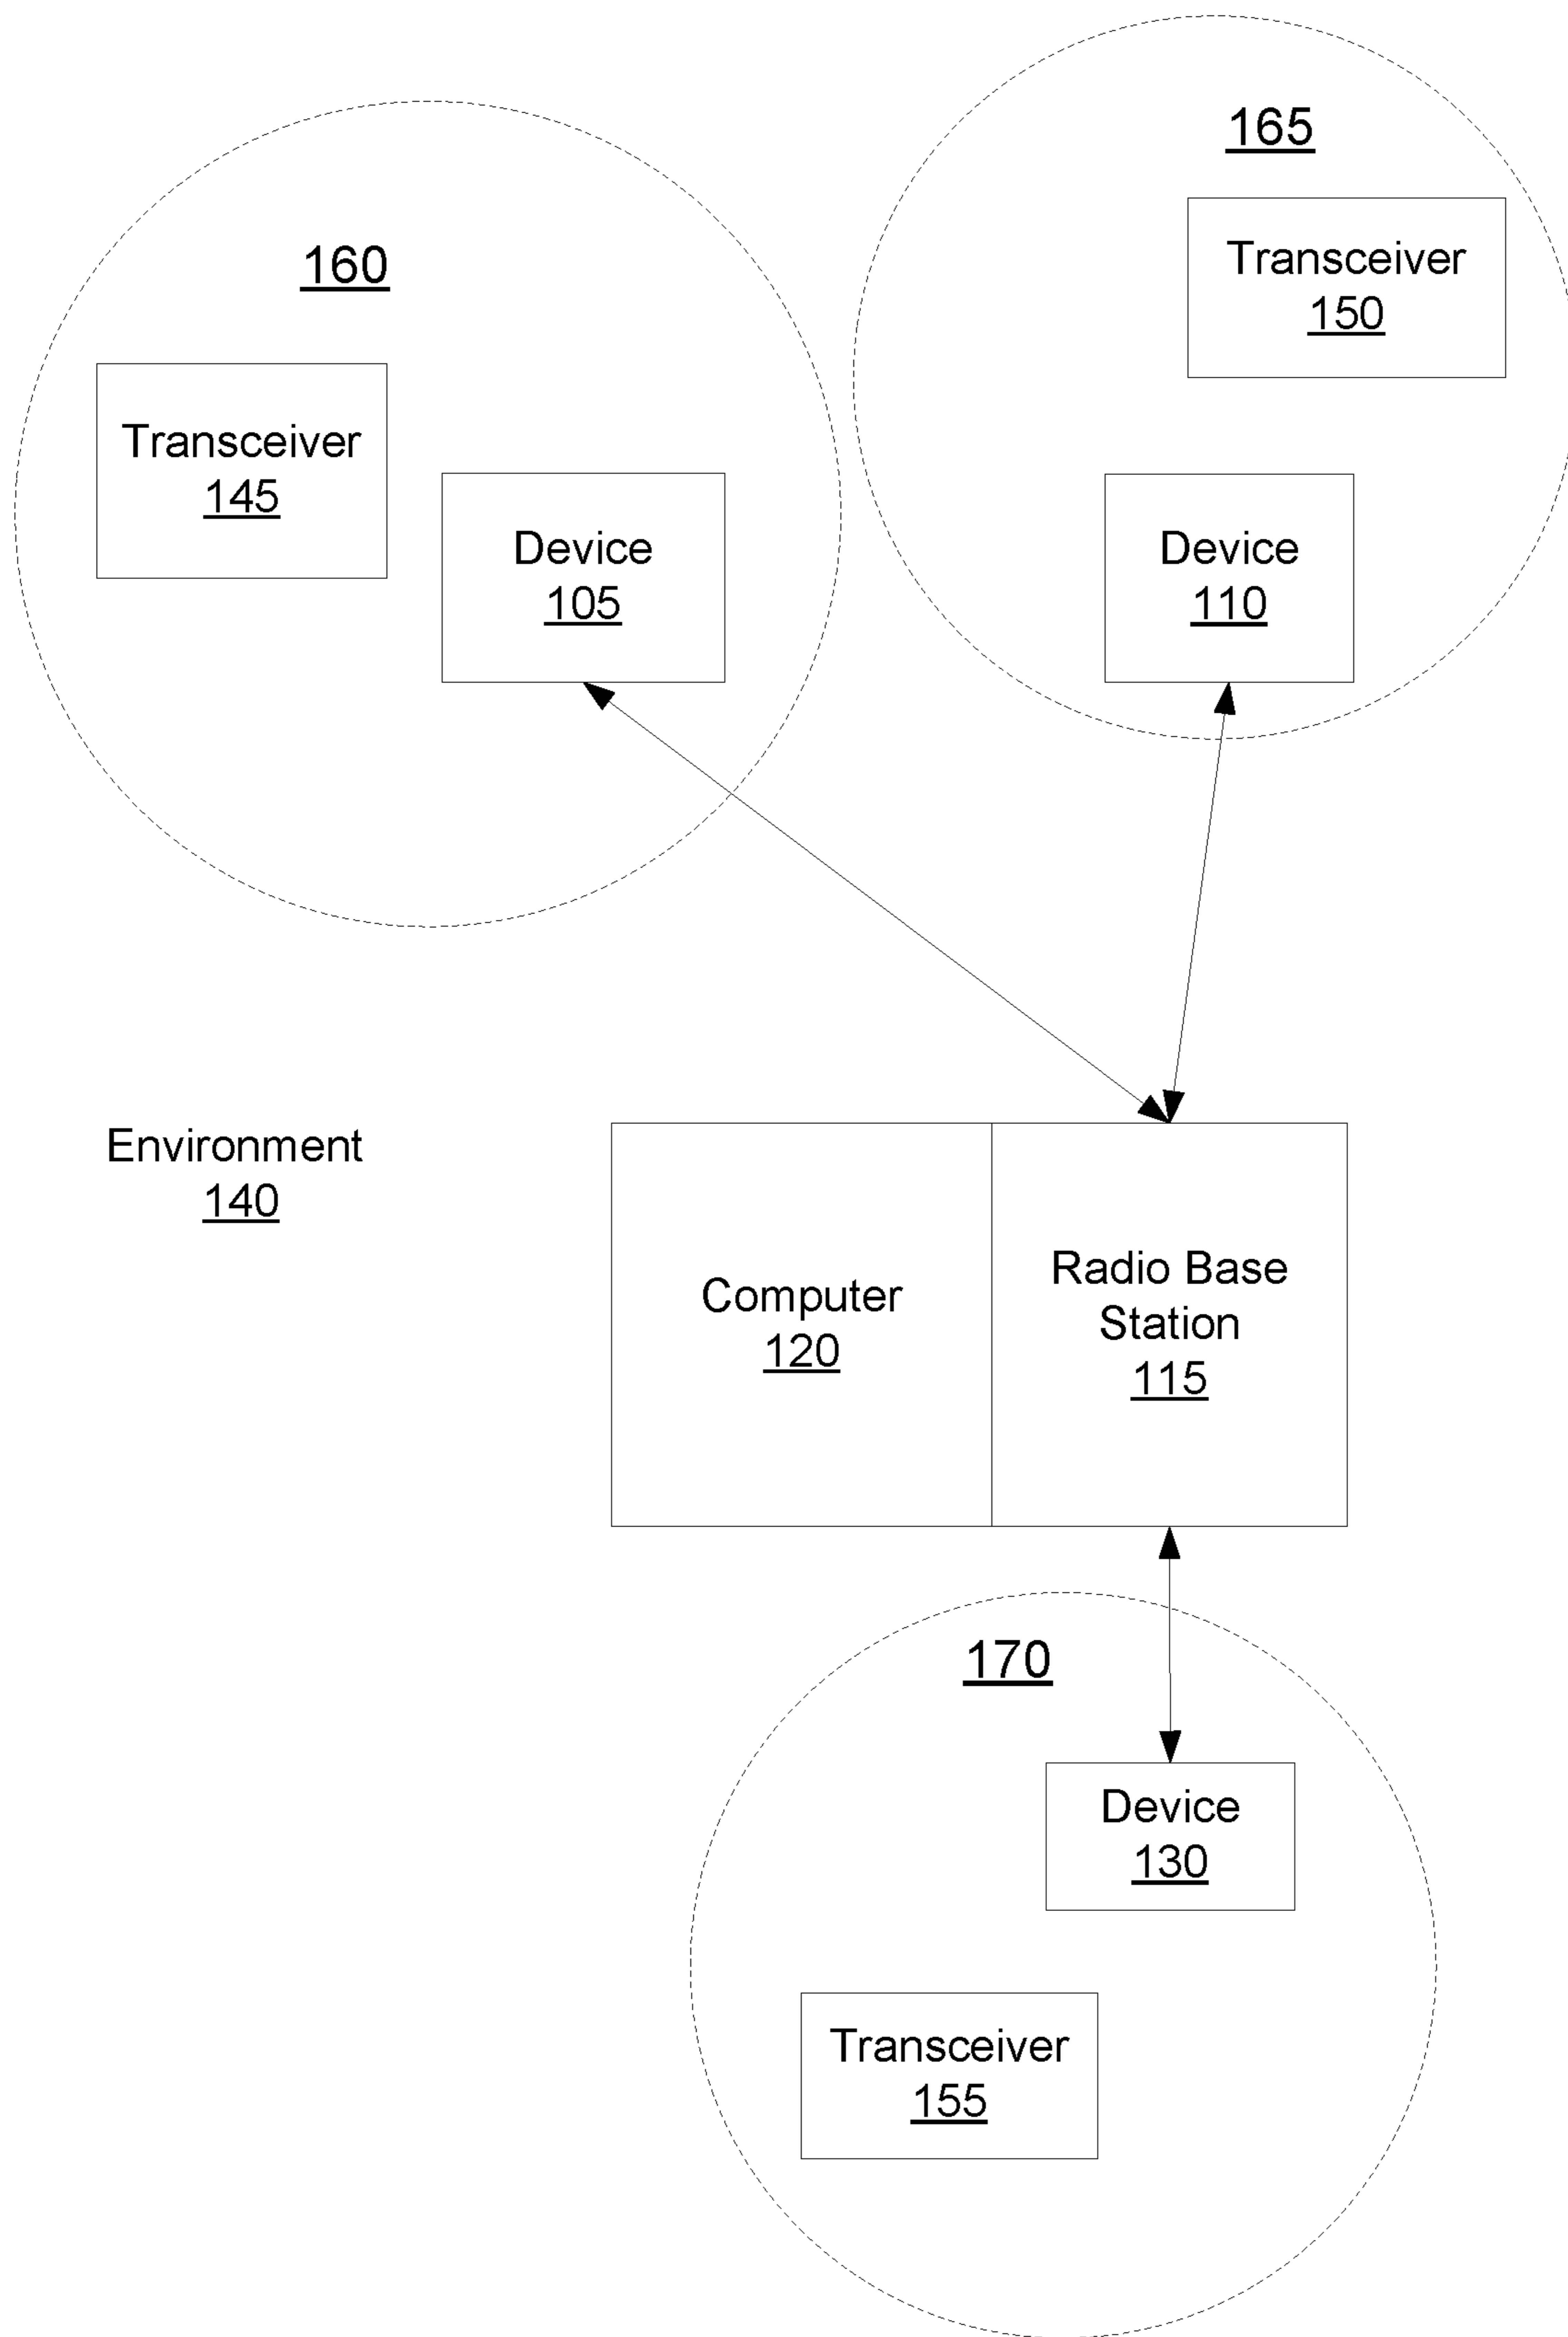 165
Transceiver
150
160
Transceiver
145
Device
105
Device
110
Environment
140
Computer
120
Radio Base
Station
115
170
Device
130
Transceiver
155